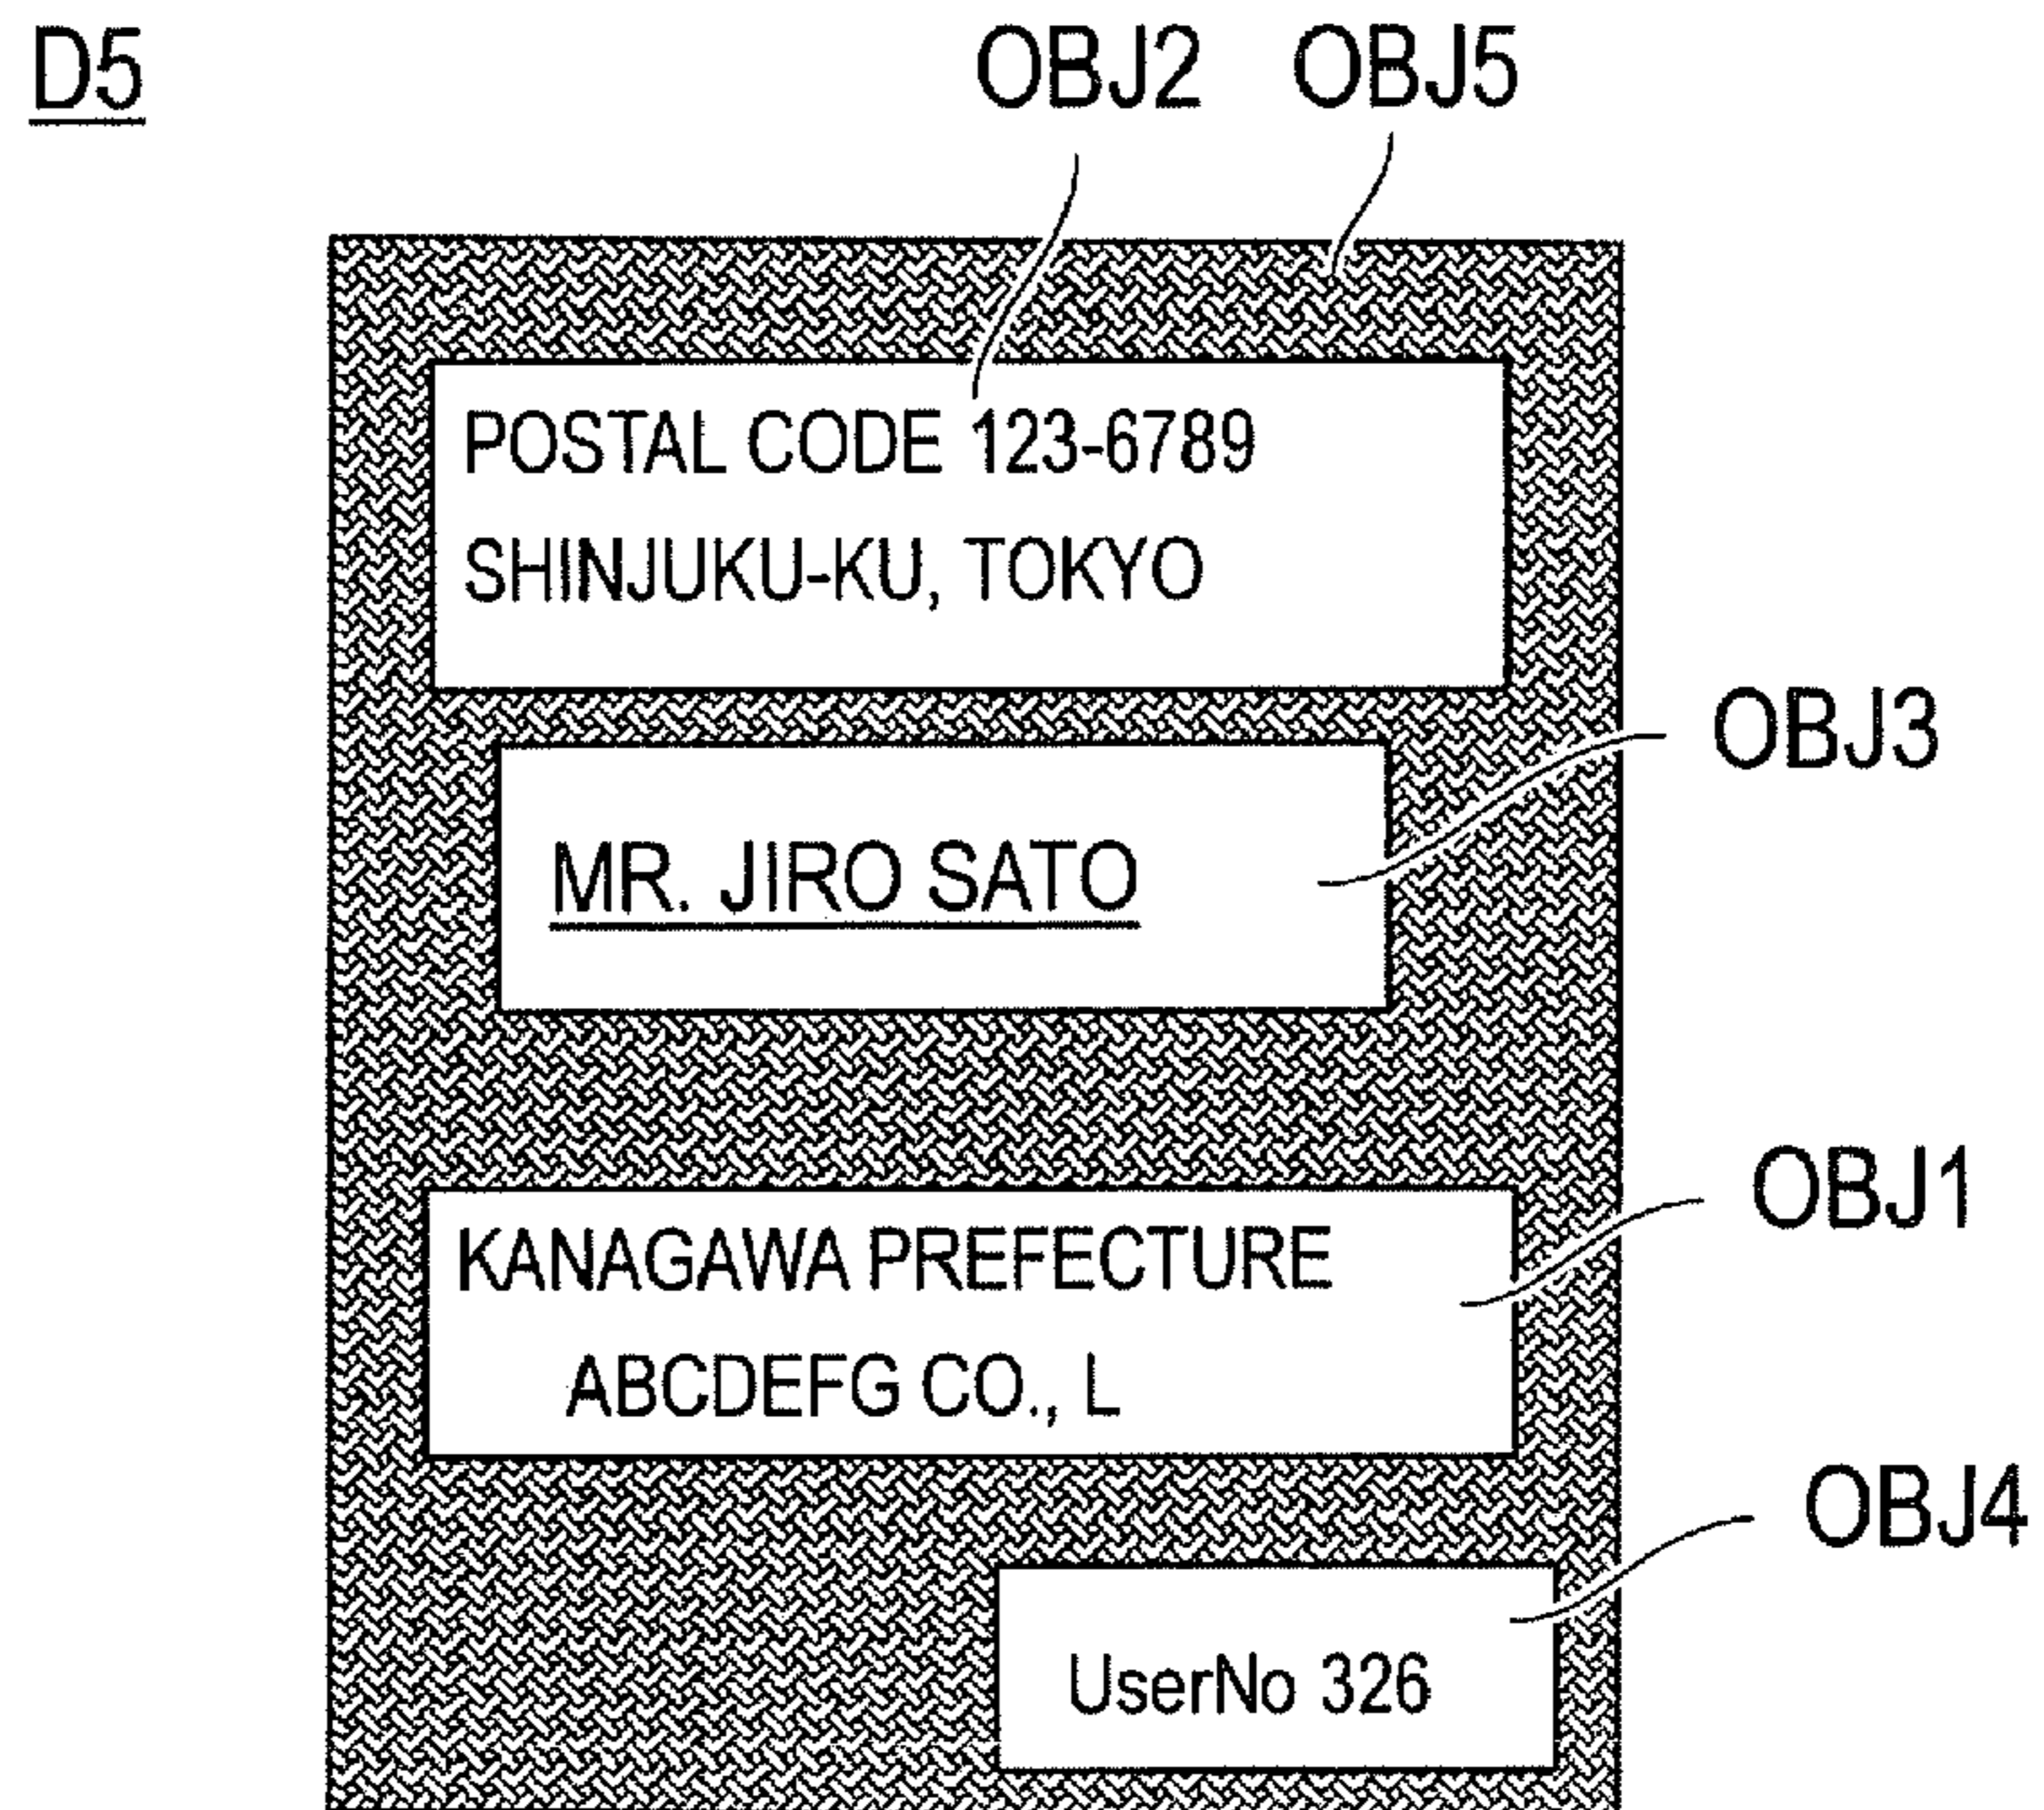 D5
OBJ2 OBJ5
POSTAL CODE 123-6789
SHINJUKU-KU, TOKYO
OBJ3
MR. JIRO SATO
OBJ1
KANAGAWA PREFECTURE
ABCDEFG CO., L
OBJ4
UserNo 326